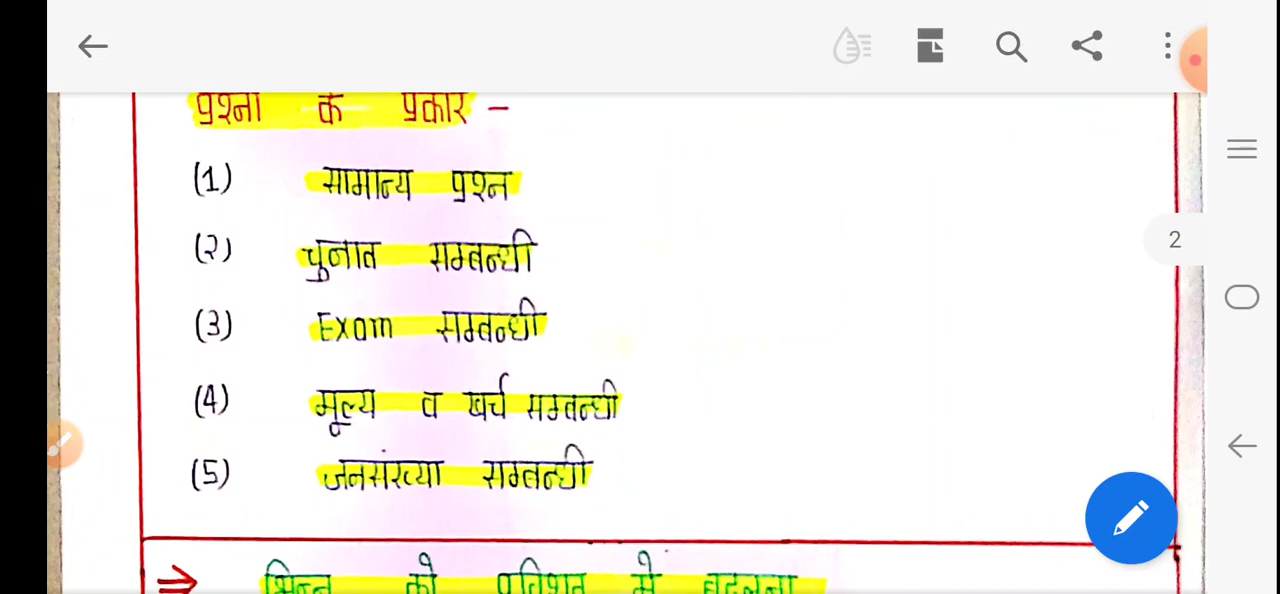 2
प्रश्नों के प्रकार -
(1) सामान्य प्रश्न
(२) चुनाव सम्बन्धी
(3) Exam सम्बन्धी
(4) मूल्य व खर्च सम्बन्धी
(5) जनसंख्या सम्बन्धी
⇒ भिन्न को प्रतिशत में बदलना